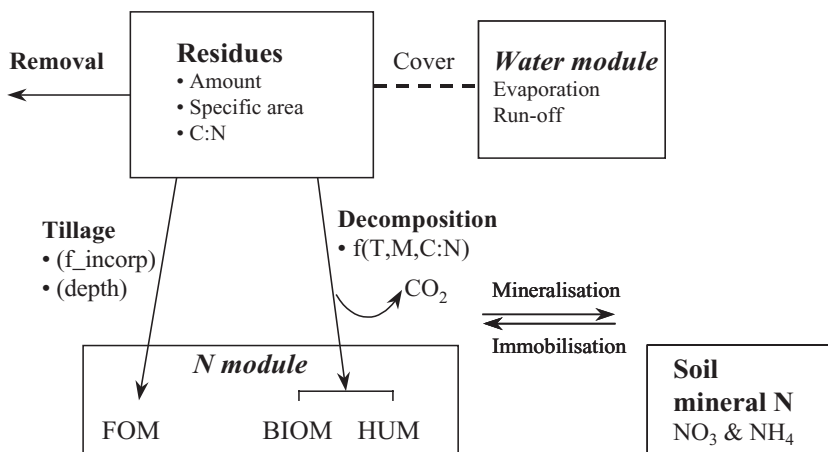 Removal
Residues
• Amount
• Specific area
• C:N
Cover
Water module
Evaporation
Run-off
Tillage
• (f_incorp)
• (depth)
Decomposition
• f(T,M,C:N)
CO₂
Mineralisation
Immobilisation
N module
FOM
BIOM
HUM
Soil
mineral N
NO₃ & NH₄